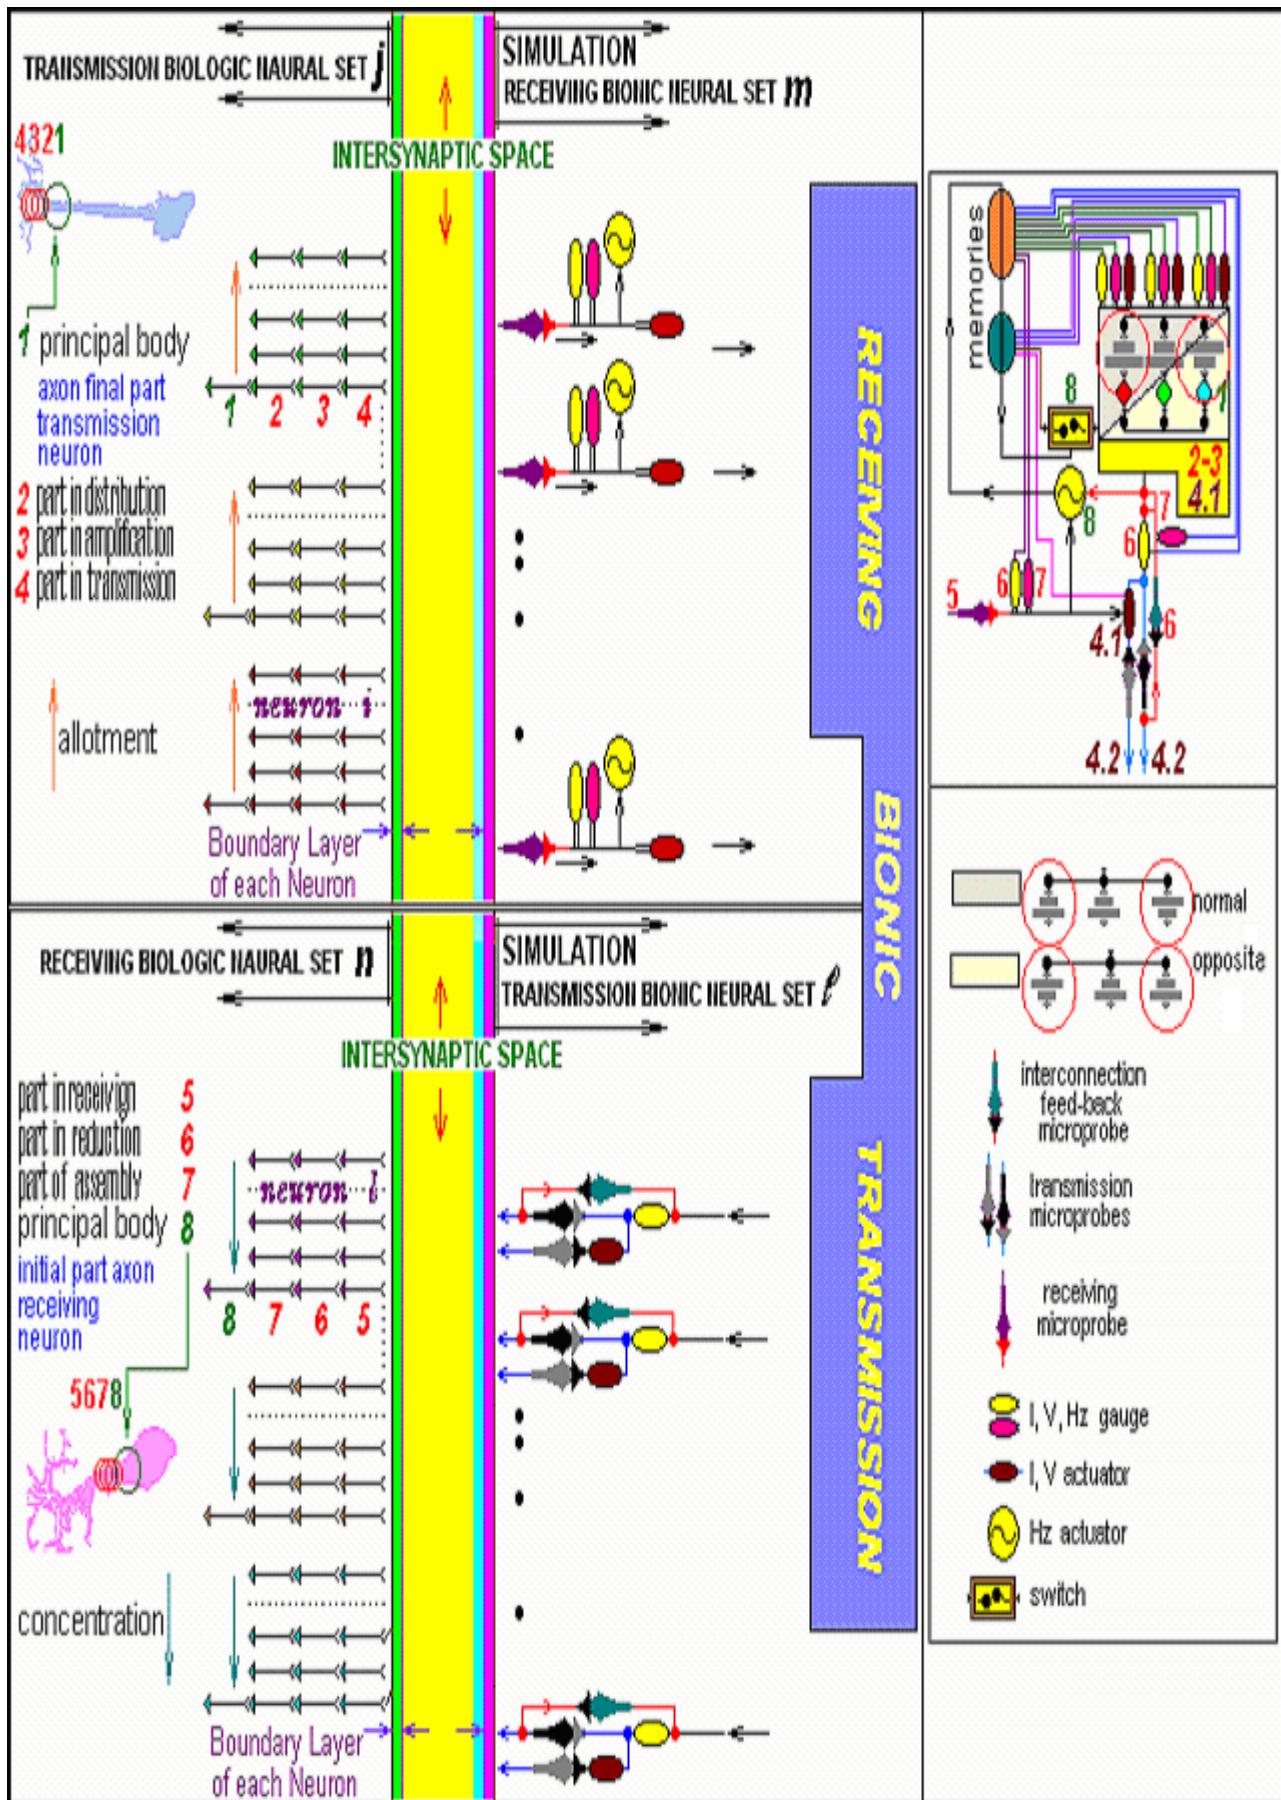 TRANSMISSION BIOLOGIC NAURAL SET j
SIMULATION
RECEIVING BIONIC NEURAL SET m
INTERSYNAPTIC SPACE
4321
1 principal body
axon final part
transmission
neuron
1 2 3 4
2 part in distribution
3 part in amplification
4 part in transmission
neuron i
allotment
Boundary Layer
of each Neuron
RECEIVING
BIONIC
TRANSMISSION
RECEIVING BIOLOGIC NAURAL SET n
SIMULATION
TRANSMISSION BIONIC NEURAL SET l
INTERSYNAPTIC SPACE
part in receivign 5
part in reduction 6
part of assembly 7
principal body 8
initial part axon
receiving
neuron
neuron l
8 7 6 5
5678
concentration
Boundary Layer
of each Neuron
memories
8
1
2-3
4.1
7
8
6
5
6 7
6
4.1
4.2 4.2
normal
opposite
interconnection
feed-back
microprobe
transmission
microprobes
receiving
microprobe
I, V, Hz gauge
I, V actuator
Hz actuator
switch